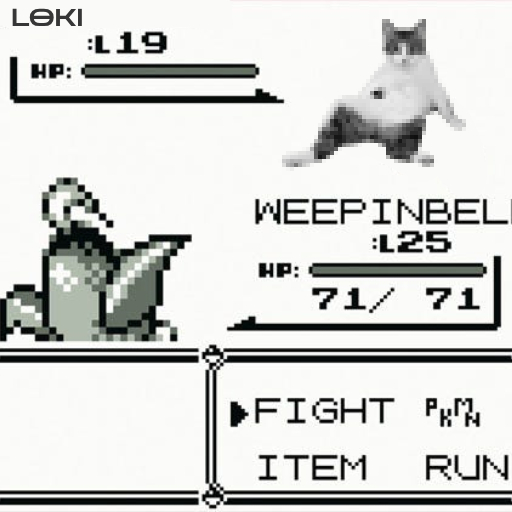 LOKI
:L19
HP:
WEEPINBELL
:L25
HP:
71/ 71
FIGHT PKMN
ITEM RUN